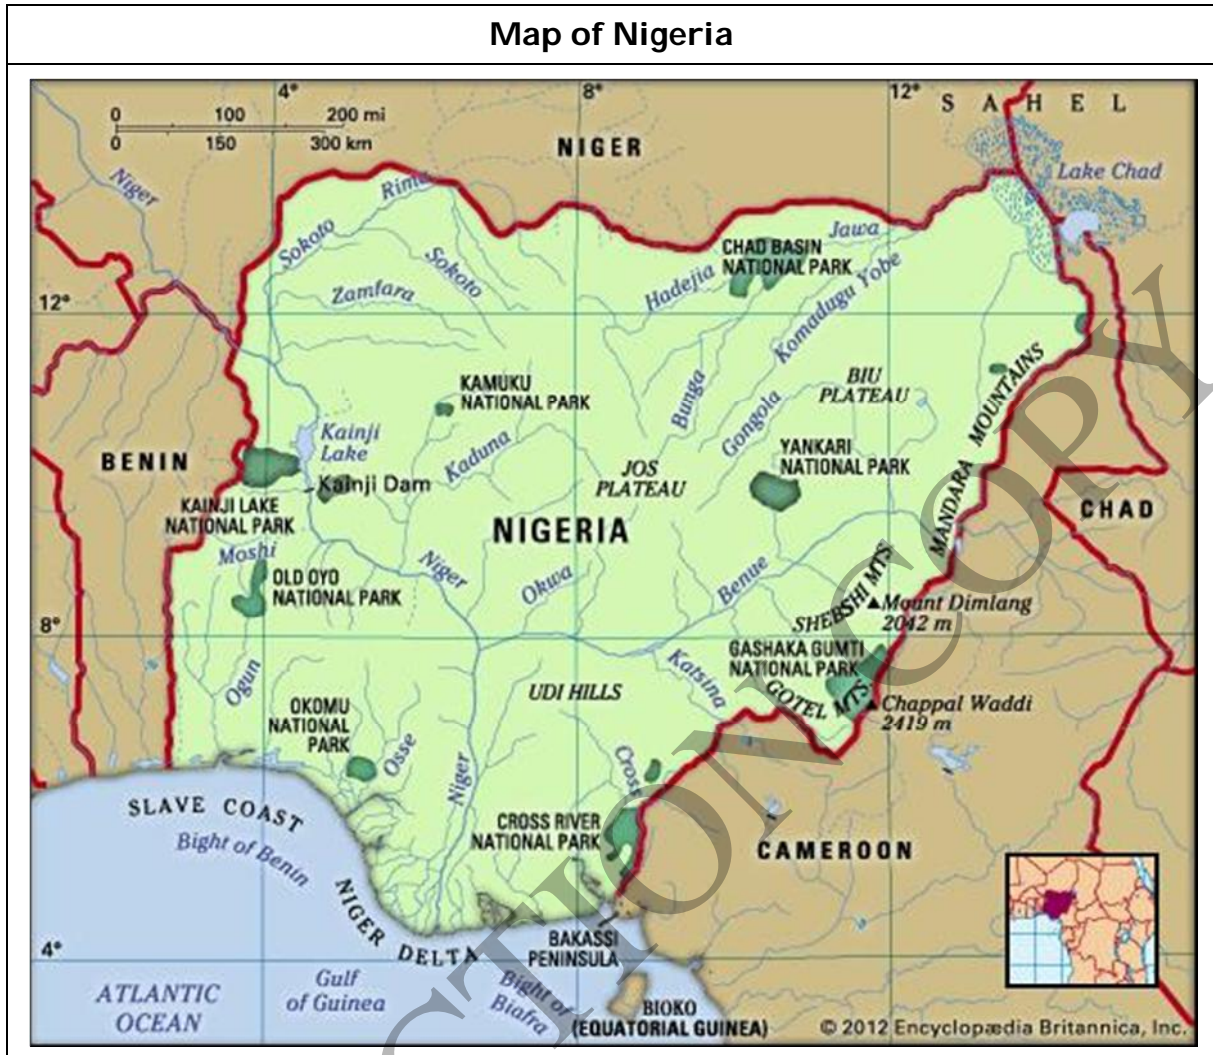 Map of Nigeria
4°
8°
12°
S A H E L
0 100 200 mi
0 150 300 km
NIGER
Niger
Lake Chad
Rima
Sokoto
Jawa
CHAD BASIN
NATIONAL PARK
Sokoto
Hadejia
Komadugu Yobe
Zamfara
12°
KAMUKU
NATIONAL PARK
BIU
PLATEAU
Bunga
Gongola
MANDARA MOUNTAINS
Kainji
Lake
Kaduna
YANKARI
NATIONAL PARK
BENIN
JOS
PLATEAU
Kainji Dam
KAINJI LAKE
NATIONAL PARK
CHAD
NIGERIA
Moshi
Niger
Okwa
Benue
OLD OYO
NATIONAL PARK
SHEBSHI MTS.
Mount Dimlang
2042 m
8°
GASHAKA GUMTI
NATIONAL PARK
Katsina
GOTEL MTS.
Ogun
UDI HILLS
Chappal Waddi
2419 m
OKOMU
NATIONAL
PARK
Osse
Niger
Cross
SLAVE COAST
CROSS RIVER
NATIONAL PARK
Bight of Benin
CAMEROON
NIGER DELTA
BAKASSI
PENINSULA
4°
Gulf
of Guinea
Bight of
Biafra
ATLANTIC
OCEAN
BIOKO
(EQUATORIAL GUINEA)
© 2012 Encyclopædia Britannica, Inc.
CTION COPY